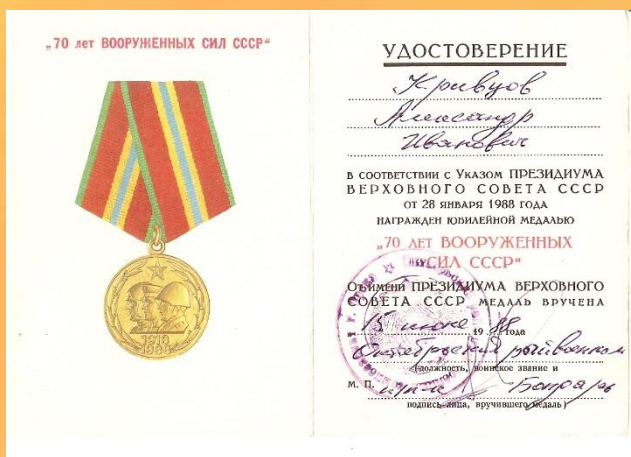 „70 лет ВООРУЖЕННЫХ СИЛ СССР"
1918
1988
УДОСТОВЕРЕНИЕ
Кривцов
Александр
Иванович
В СООТВЕТСТВИИ С Указом ПРЕЗИДИУМА
ВЕРХОВНОГО СОВЕТА СССР
ОТ 28 ЯНВАРЯ 1988 ГОДА
НАГРАЖДЕН ЮБИЛЕЙНОЙ МЕДАЛЬЮ
„70 ЛЕТ ВООРУЖЕННЫХ
СИЛ СССР"
От имени ПРЕЗИДИУМА ВЕРХОВНОГО
СОВЕТА СССР МЕДАЛЬ ВРУЧЕНА
15 июне 1988 года
Октябрьский райвоенком
(должность, воинское звание и
М. П.
подпись лица, вручившего медаль)